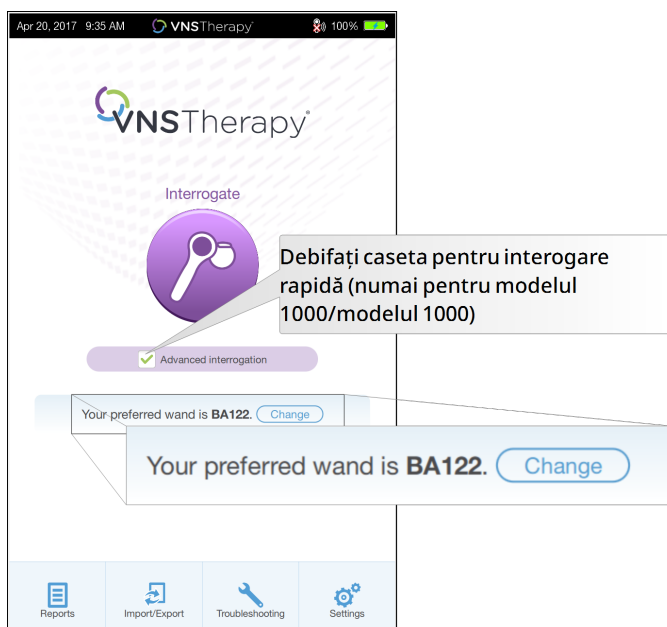 Apr 20, 2017 9:35 AM VNSTherapy 100%
VNSTherapy®
Interrogate
Debifați caseta pentru interogare
rapidă (numai pentru modelul
1000/modelul 1000)
Advanced interrogation
Your preferred wand is BA122. Change
Your preferred wand is BA122. Change
Reports Import/Export Troubleshooting Settings